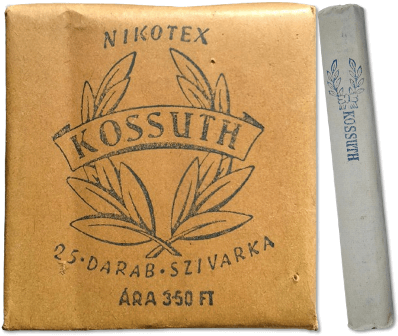 NIKOTEX
KOSSUTH
25·DARAB·SZIVARKA
ÁRA 3·50 FT
KOSSUTH